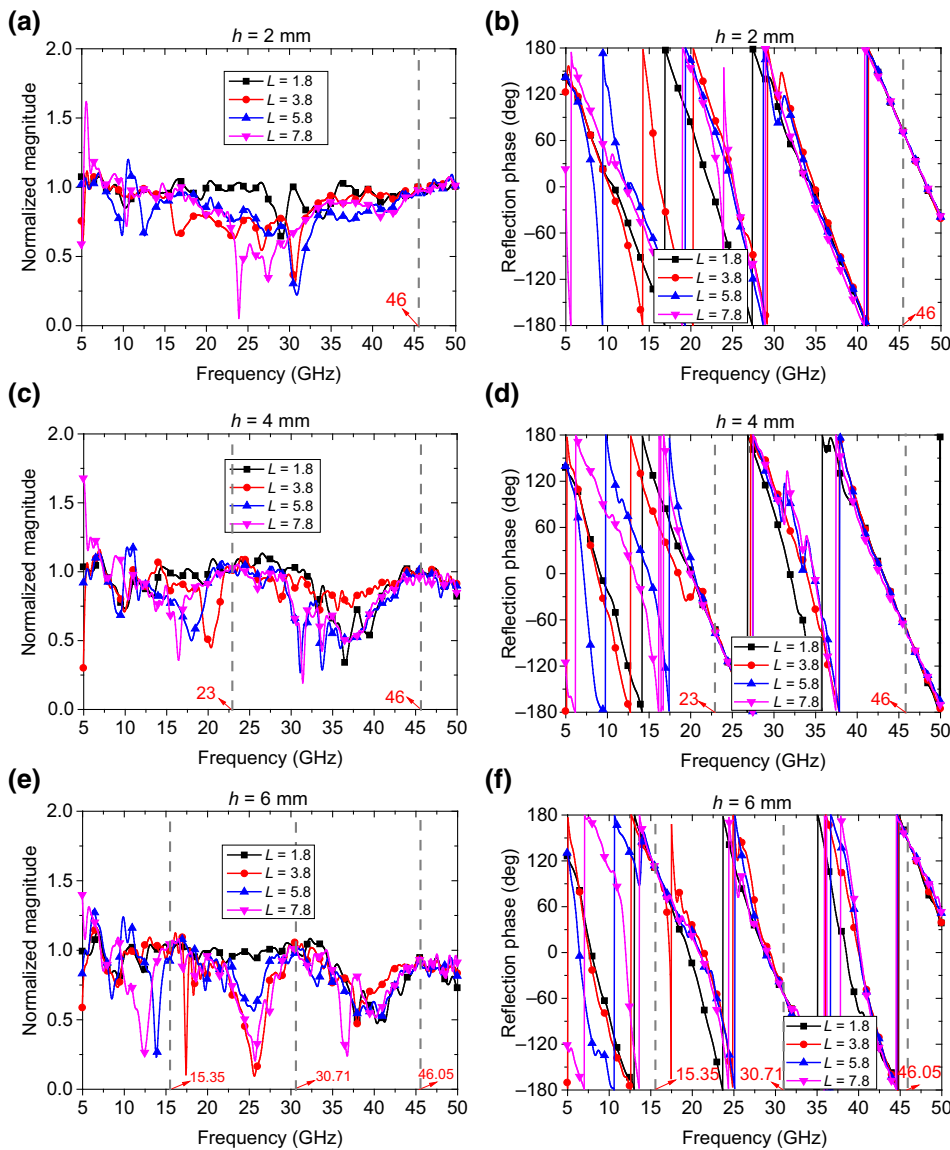 (a)
h = 2 mm
2.0
1.5
1.0
0.5
0.0
Normalized magnitude
L = 1.8
L = 3.8
L = 5.8
L = 7.8
46
5 10 15 20 25 30 35 40 45 50
Frequency (GHz)
(b)
h = 2 mm
180
120
60
0
–60
–120
–180
Reflection phase (deg)
L = 1.8
L = 3.8
L = 5.8
L = 7.8
46
5 10 15 20 25 30 35 40 45 50
Frequency (GHz)
(c)
h = 4 mm
2.0
1.5
1.0
0.5
0.0
Normalized magnitude
L = 1.8
L = 3.8
L = 5.8
L = 7.8
23
46
5 10 15 20 25 30 35 40 45 50
Frequency (GHz)
(d)
h = 4 mm
180
120
60
0
–60
–120
–180
Reflection phase (deg)
L = 1.8
L = 3.8
L = 5.8
L = 7.8
23
46
5 10 15 20 25 30 35 40 45 50
Frequency (GHz)
(e)
h = 6 mm
2.0
1.5
1.0
0.5
0.0
Normalized magnitude
L = 1.8
L = 3.8
L = 5.8
L = 7.8
15.35
30.71
46.05
5 10 15 20 25 30 35 40 45 50
Frequency (GHz)
(f)
h = 6 mm
180
120
60
0
–60
–120
–180
Reflection phase (deg)
L = 1.8
L = 3.8
L = 5.8
L = 7.8
15.35
30.71
46.05
5 10 15 20 25 30 35 40 45 50
Frequency (GHz)